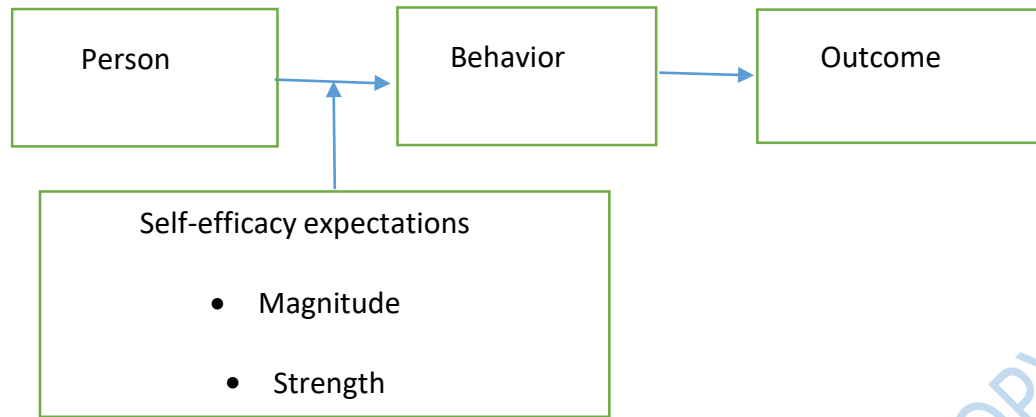 Person
Behavior
Outcome
Self-efficacy expectations
• Magnitude
• Strength